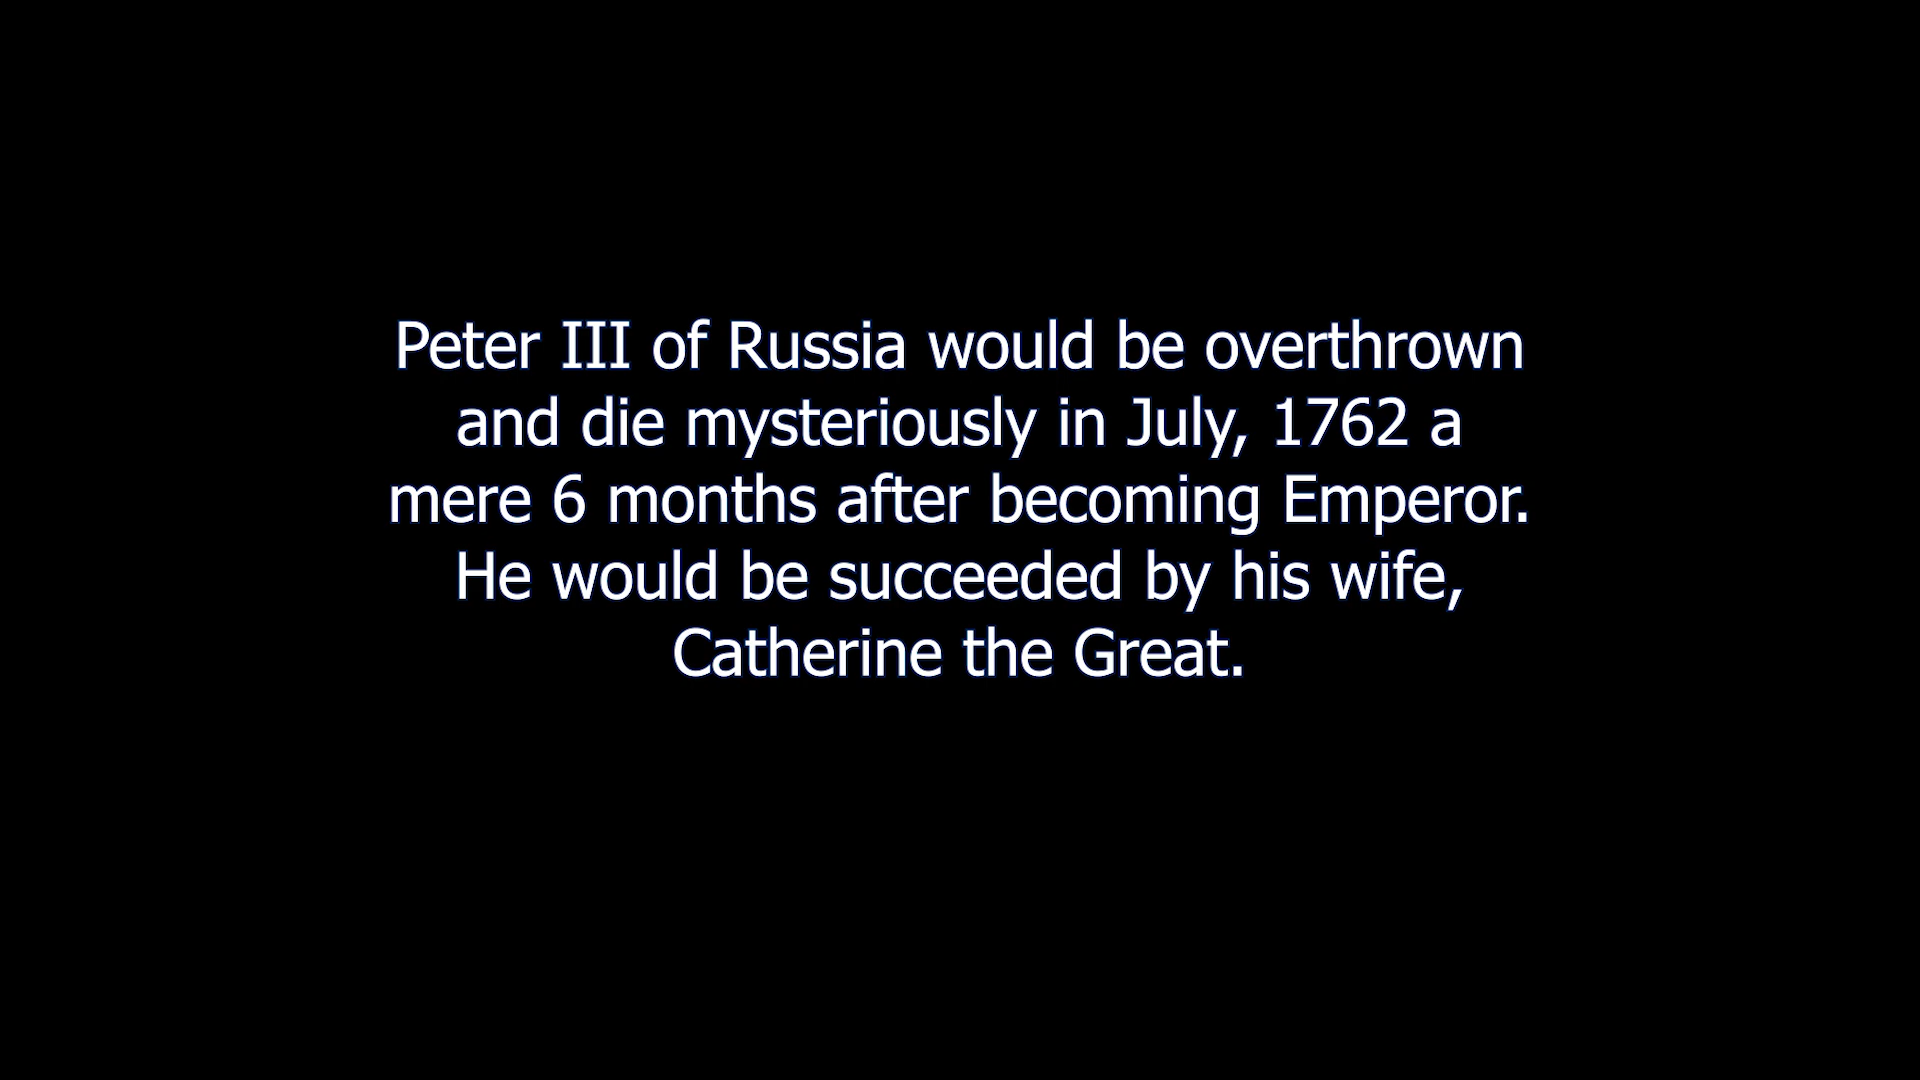 Peter III of Russia would be overthrown
and die mysteriously in July, 1762 a
mere 6 months after becoming Emperor.
He would be succeeded by his wife,
Catherine the Great.